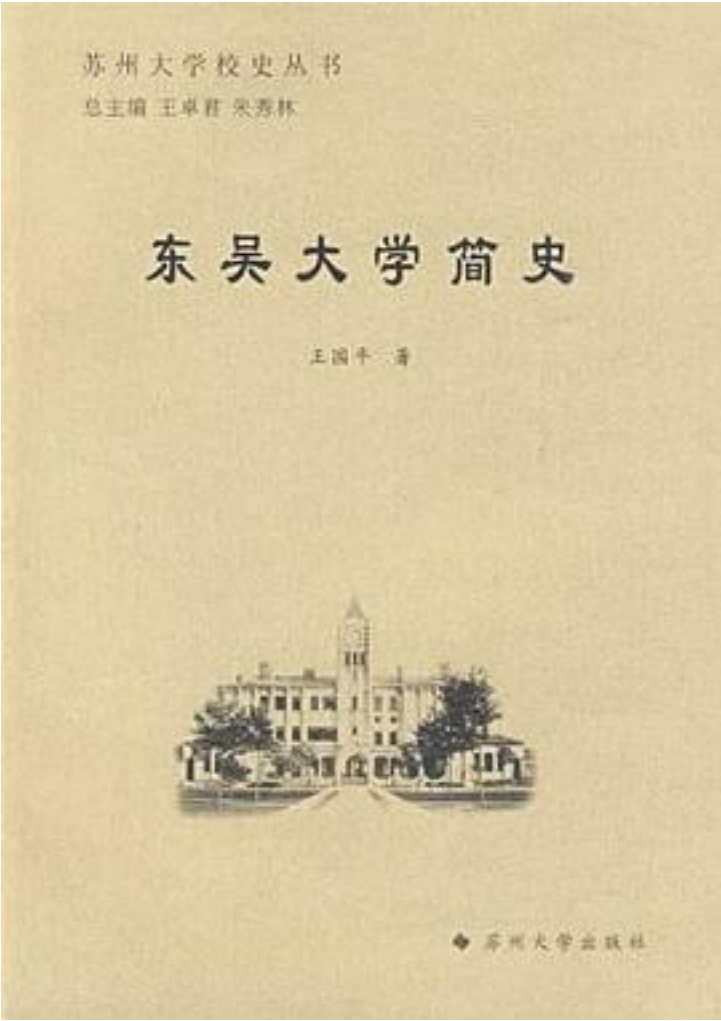 苏州大学校史丛书
总主编 王卓君 朱秀林
东吴大学简史
王国平 著
苏州大学出版社